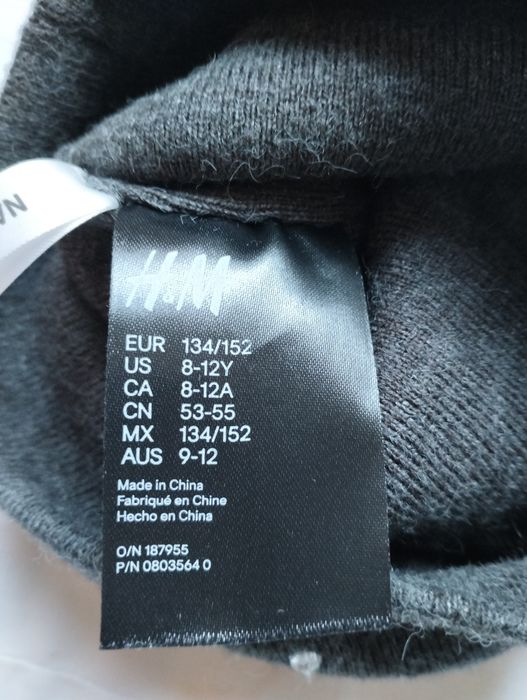 H&M
EUR 134/152
US 8-12Y
CA 8-12A
CN 53-55
MX 134/152
AUS 9-12
Made in China
Fabriqué en Chine
Hecho en China
O/N 187955
P/N 0803564 0